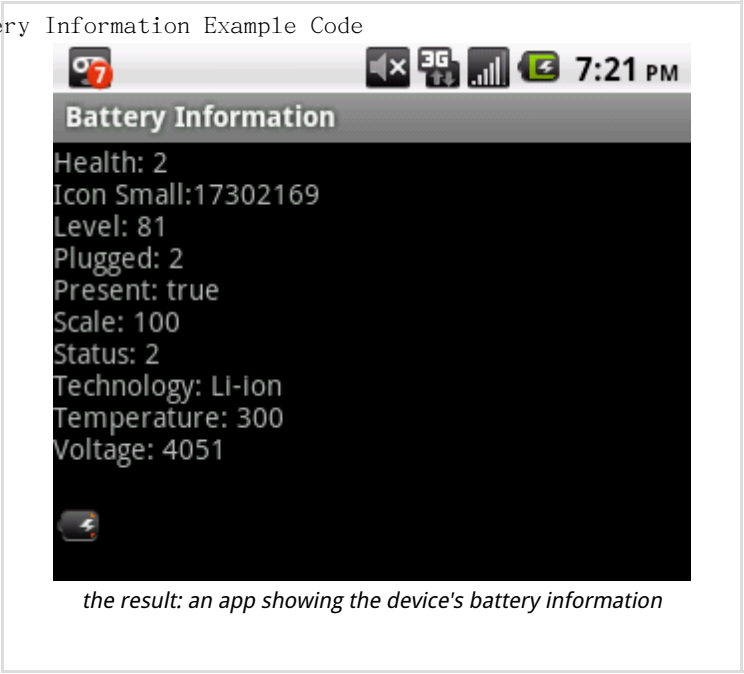 ery Information Example Code
7
3G
7:21 PM
Battery Information
Health: 2
Icon Small:17302169
Level: 81
Plugged: 2
Present: true
Scale: 100
Status: 2
Technology: Li-ion
Temperature: 300
Voltage: 4051
the result: an app showing the device's battery information